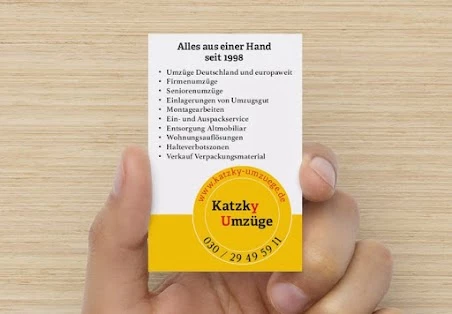 Alles aus einer Hand
seit 1998
• Umzüge Deutschland und europaweit
• Firmenumzüge
• Seniorenumzüge
• Einlagerungen von Umzugsgut
• Montagearbeiten
• Ein- und Auspackservice
• Entsorgung Altmobiliar
• Wohnungsauflösungen
• Halteverbotszonen
• Verkauf Verpackungsmaterial
www.katzky-umzuege.de
Katzky
Umzüge
030 / 29 49 59 11